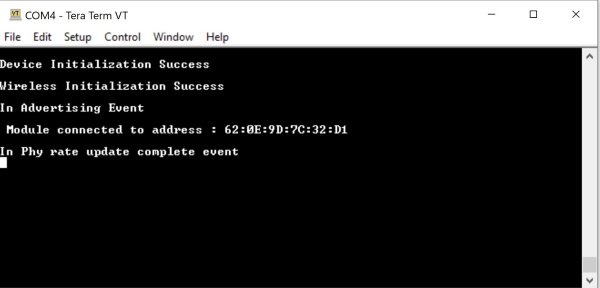 COM4 - Tera Term VT
File Edit Setup Control Window Help
Device Initialization Success
Wireless Initialization Success
In Advertising Event
Module connected to address : 62:0E:9D:7C:32:D1
In Phy rate update complete event